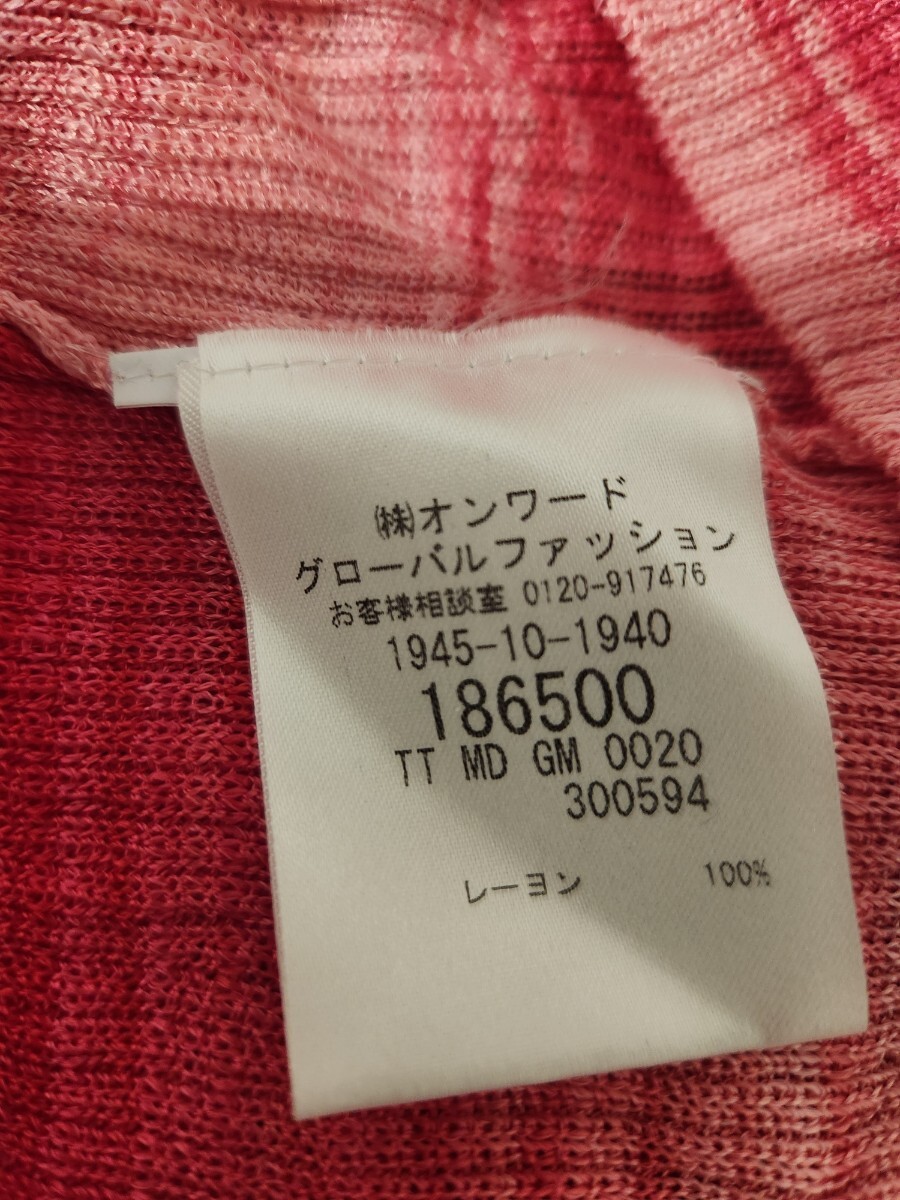 ㈱オンワード
グローバルファッション
お客様相談室 0120-917476
1945-10-1940
186500
TT MD GM 0020
300594
レーヨン 100%